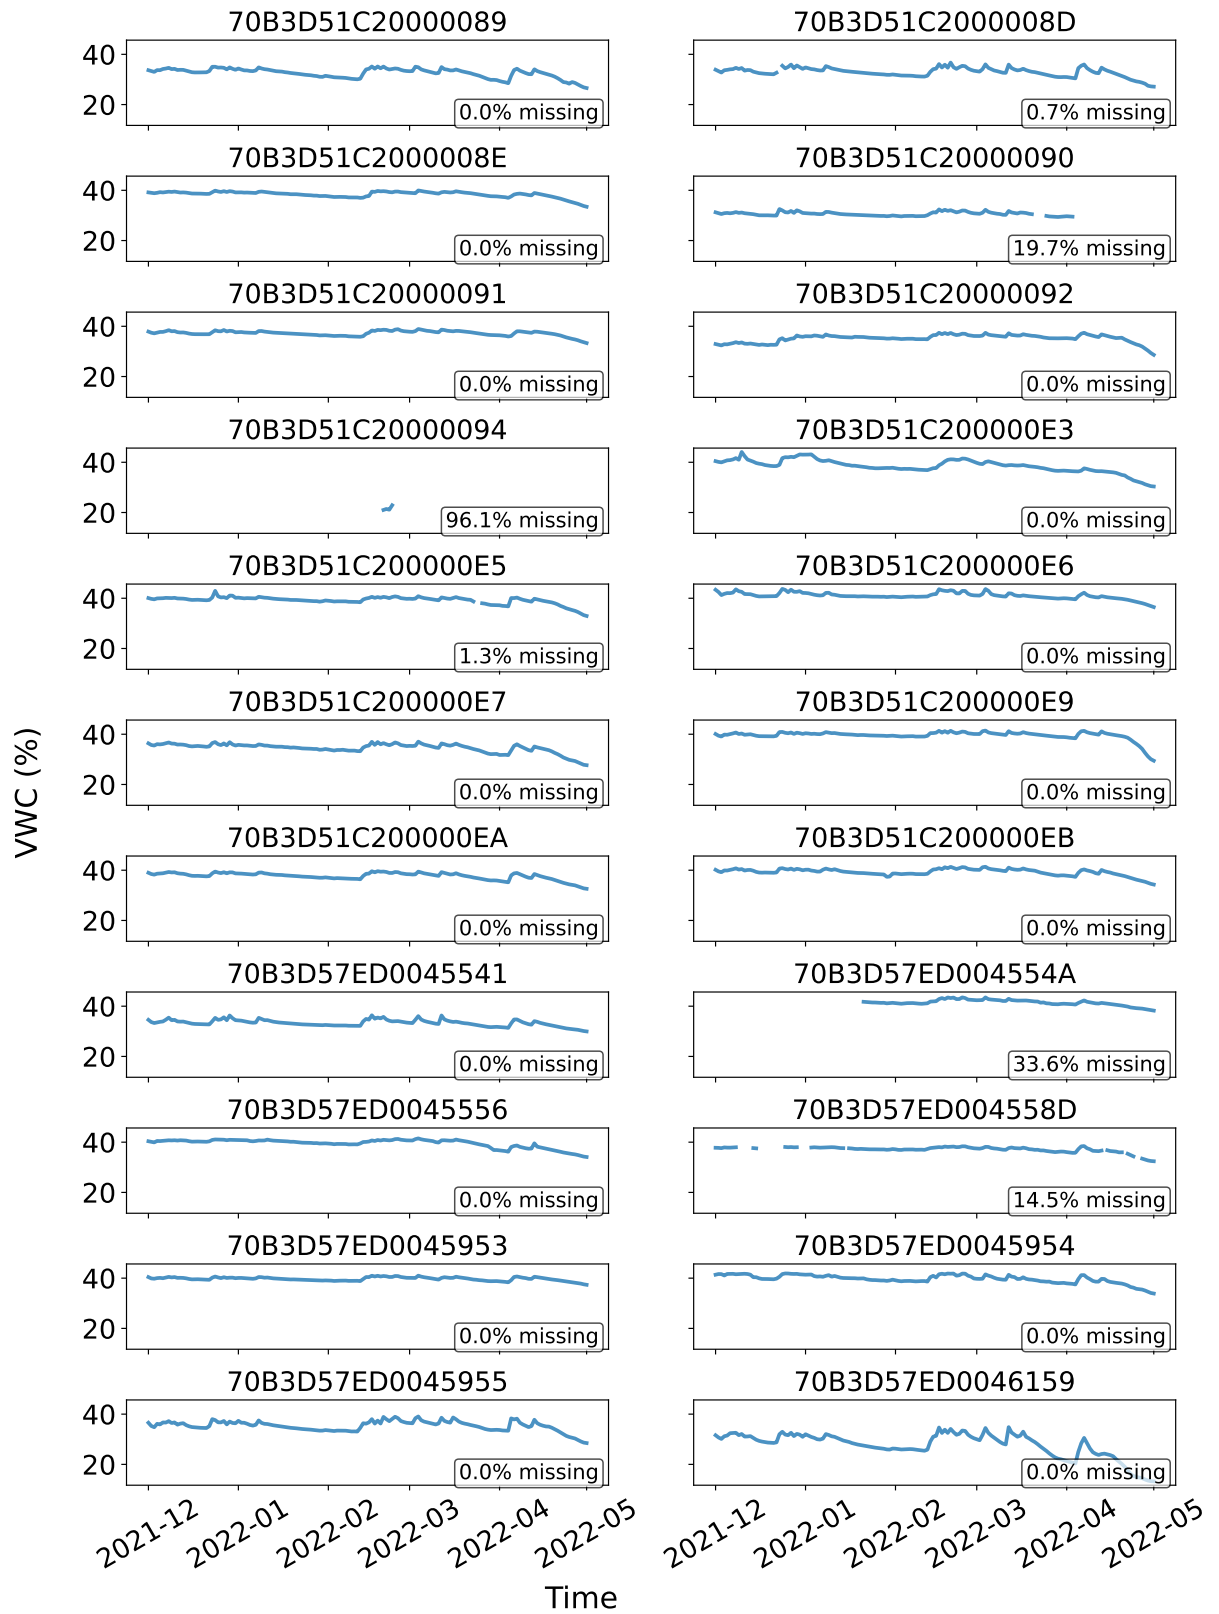 70B3D51C20000089
70B3D51C2000008D
40
20
0.0% missing
0.7% missing
70B3D51C2000008E
70B3D51C20000090
40
20
0.0% missing
19.7% missing
70B3D51C20000091
70B3D51C20000092
40
20
0.0% missing
0.0% missing
70B3D51C20000094
70B3D51C200000E3
40
20
96.1% missing
0.0% missing
70B3D51C200000E5
70B3D51C200000E6
40
20
1.3% missing
0.0% missing
70B3D51C200000E7
70B3D51C200000E9
40
20
0.0% missing
0.0% missing
VWC (%)
70B3D51C200000EA
70B3D51C200000EB
40
20
0.0% missing
0.0% missing
70B3D57ED0045541
70B3D57ED004554A
40
20
0.0% missing
33.6% missing
70B3D57ED0045556
70B3D57ED004558D
40
20
0.0% missing
14.5% missing
70B3D57ED0045953
70B3D57ED0045954
40
20
0.0% missing
0.0% missing
70B3D57ED0045955
70B3D57ED0046159
40
20
0.0% missing
0.0% missing
2021-12
2022-01
2022-02
2022-03
2022-04
2022-05
2021-12
2022-01
2022-02
2022-03
2022-04
2022-05
Time